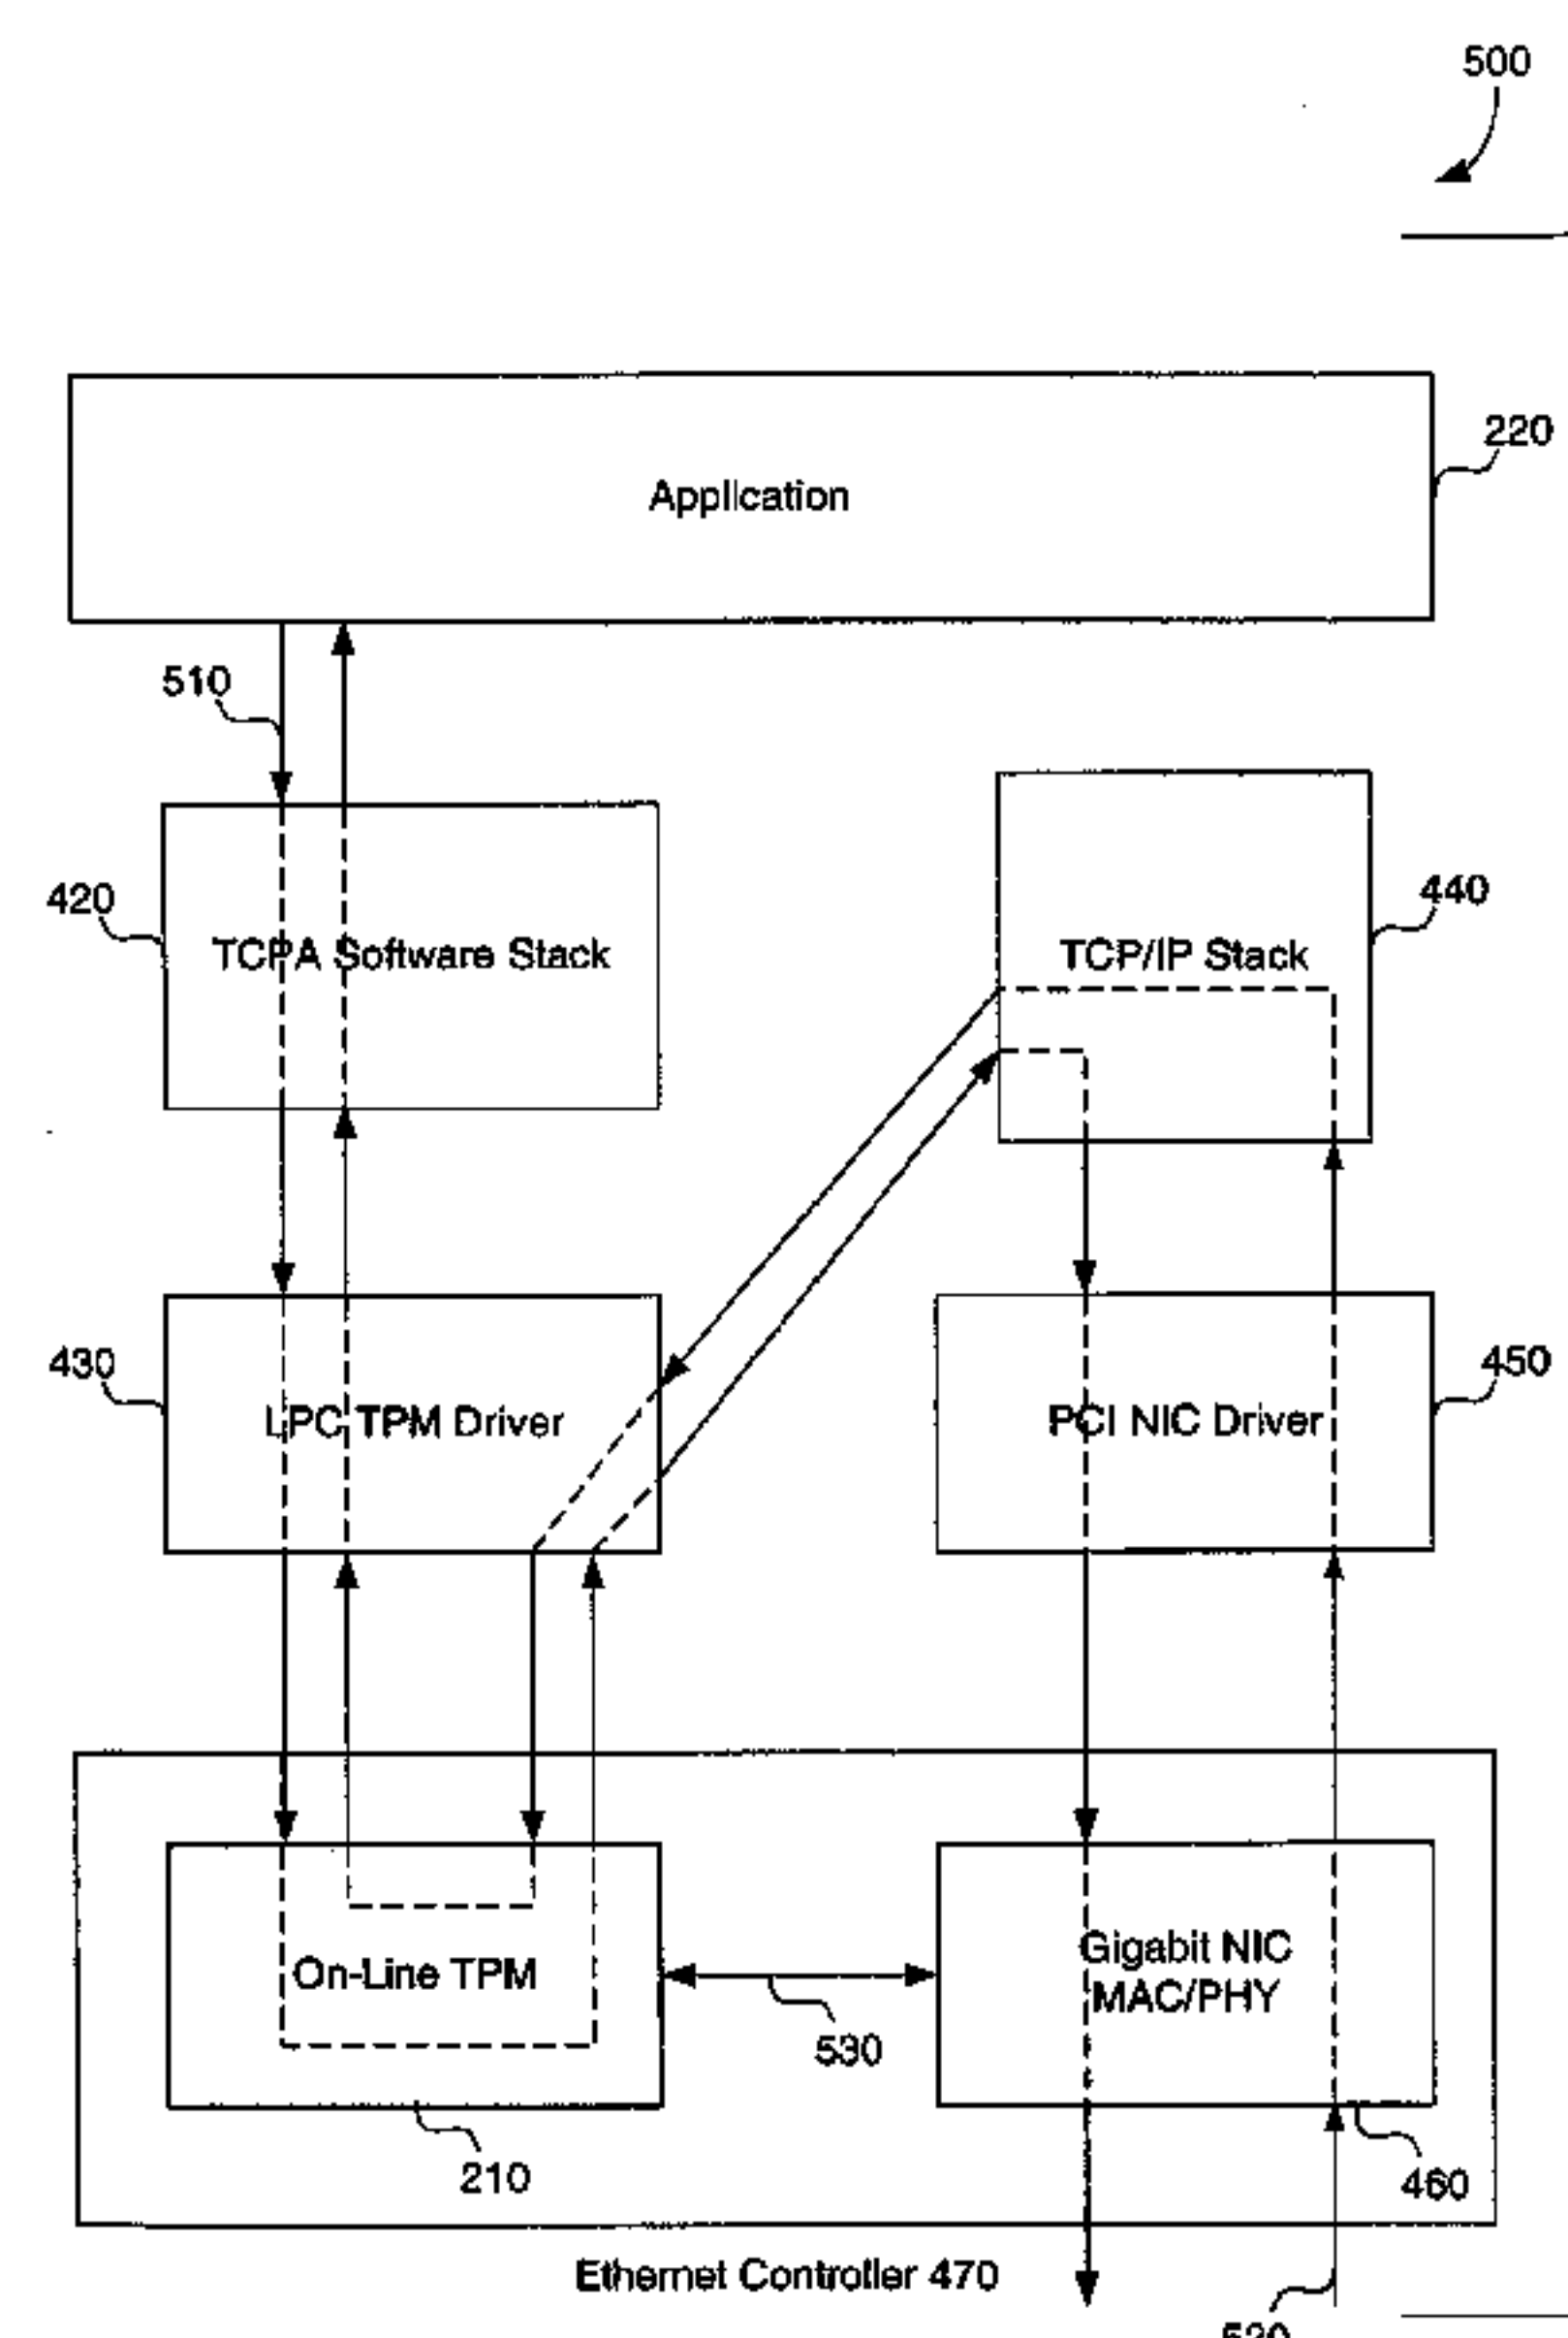 500
Application
220
510
420
TCPA Software Stack
TCP/IP Stack
440
430
LPC TPM Driver
PCI NIC Driver
450
On-Line TPM
Gigabit NIC
MAC/PHY
530
210
460
Ethernet Controller 470